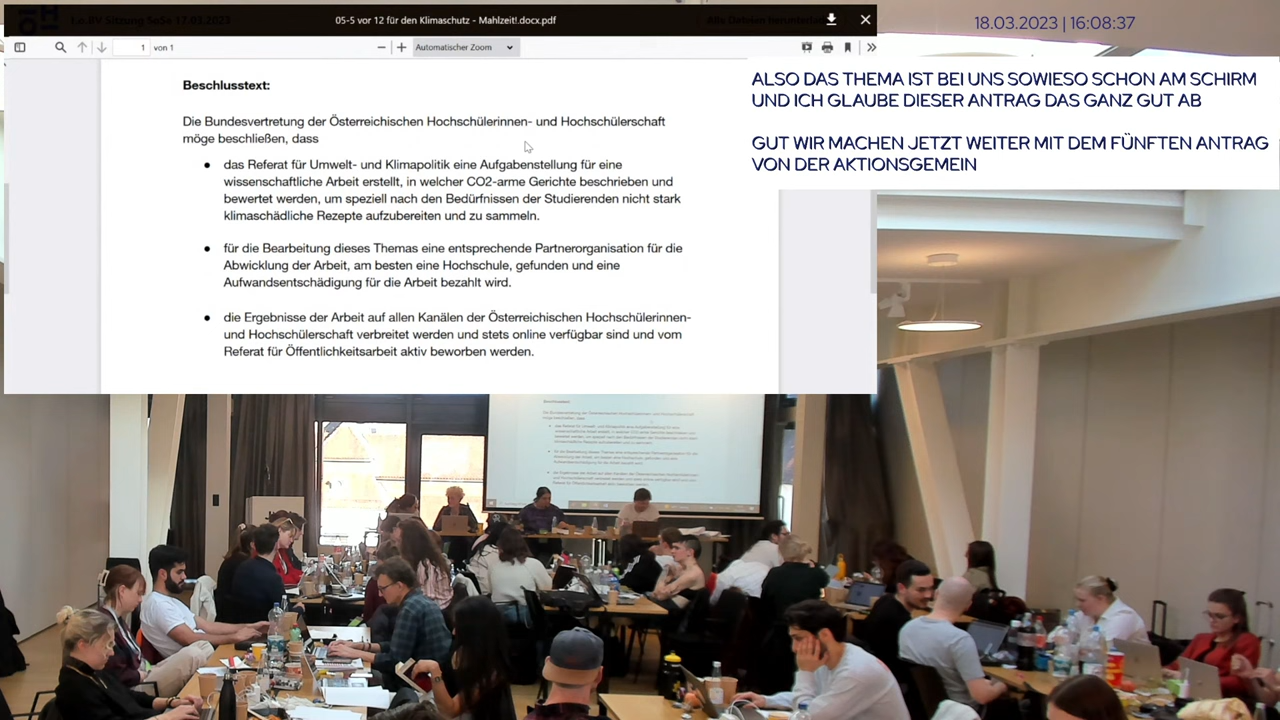 1.o.BV Sitzung SoSe 17.03.2023
05-5 vor 12 für den Klimaschutz - Mahlzeit!.docx.pdf
18.03.2023 | 16:08:37
1 von 1
Automatischer Zoom
ALSO DAS THEMA IST BEI UNS SOWIESO SCHON AM SCHIRM
UND ICH GLAUBE DIESER ANTRAG DAS GANZ GUT AB
GUT WIR MACHEN JETZT WEITER MIT DEM FÜNFTEN ANTRAG
VON DER AKTIONSGEMEIN
Beschlusstext:
Die Bundesvertretung der Österreichischen Hochschülerinnen- und Hochschülerschaft
möge beschließen, dass
● das Referat für Umwelt- und Klimapolitik eine Aufgabenstellung für eine
wissenschaftliche Arbeit erstellt, in welcher CO2-arme Gerichte beschrieben und
bewertet werden, um speziell nach den Bedürfnissen der Studierenden nicht stark
klimaschädliche Rezepte aufzubereiten und zu sammeln.
● für die Bearbeitung dieses Themas eine entsprechende Partnerorganisation für die
Abwicklung der Arbeit, am besten eine Hochschule, gefunden und eine
Aufwandsentschädigung für die Arbeit bezahlt wird.
● die Ergebnisse der Arbeit auf allen Kanälen der Österreichischen Hochschülerinnen-
und Hochschülerschaft verbreitet werden und stets online verfügbar sind und vom
Referat für Öffentlichkeitsarbeit aktiv beworben werden.